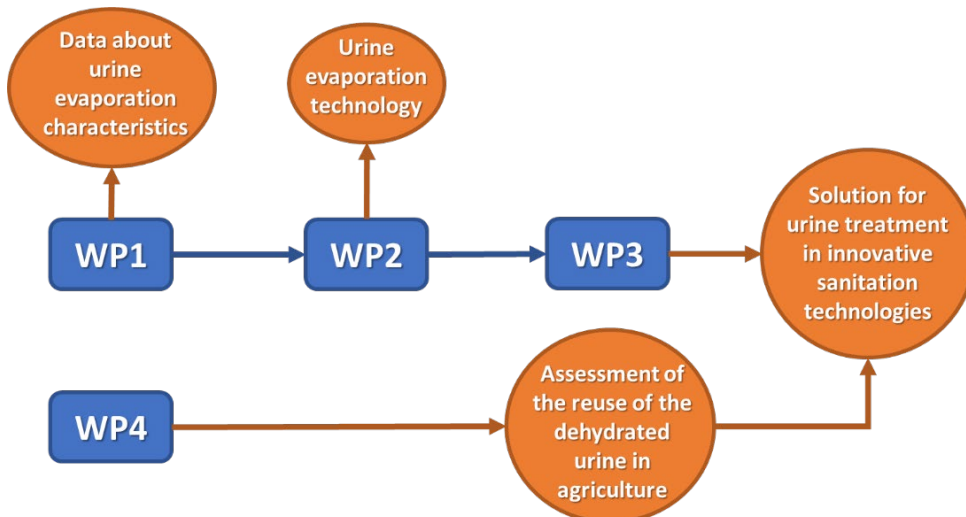 Data about
urine
evaporation
characteristics
Urine
evaporation
technology
WP1
WP2
WP3
Solution for
urine treatment
in innovative
sanitation
technologies
WP4
Assessment of
the reuse of the
dehydrated
urine in
agriculture